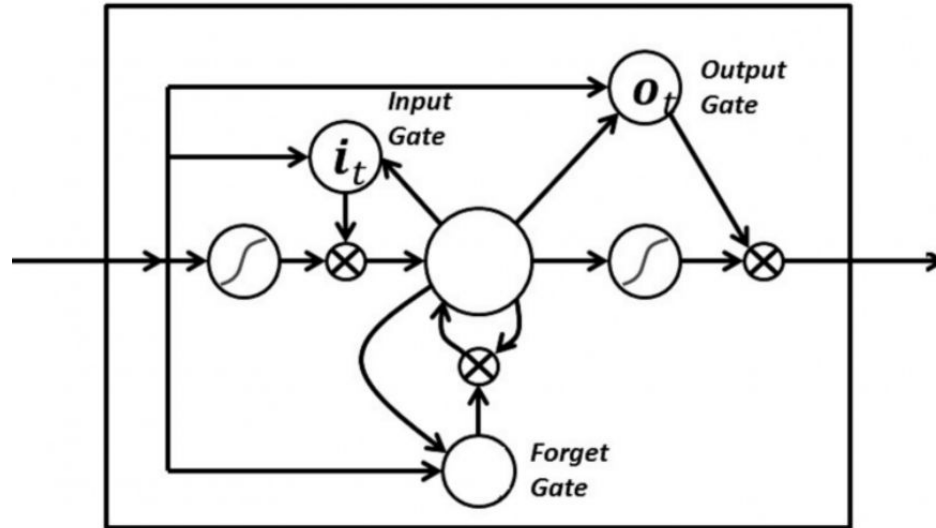 Input
Gate
i_t
o_t
Output
Gate
Forget
Gate